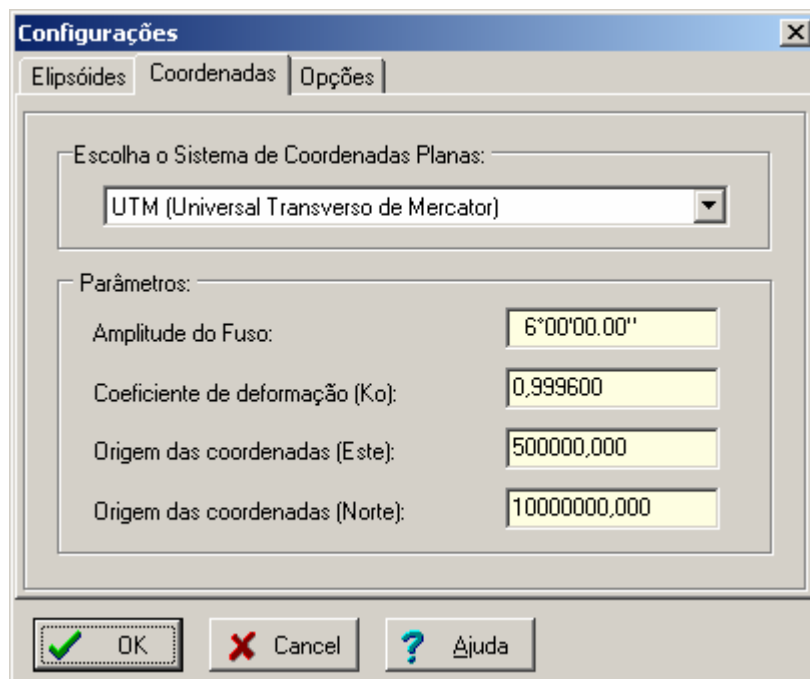 Configurações
Elipsóides Coordenadas Opções
Escolha o Sistema de Coordenadas Planas:
UTM (Universal Transverso de Mercator)
Parâmetros:
Amplitude do Fuso: 6°00'00.00"
Coeficiente de deformação (Ko): 0,999600
Origem das coordenadas (Este): 500000,000
Origem das coordenadas (Norte): 10000000,000
OK Cancel Ajuda